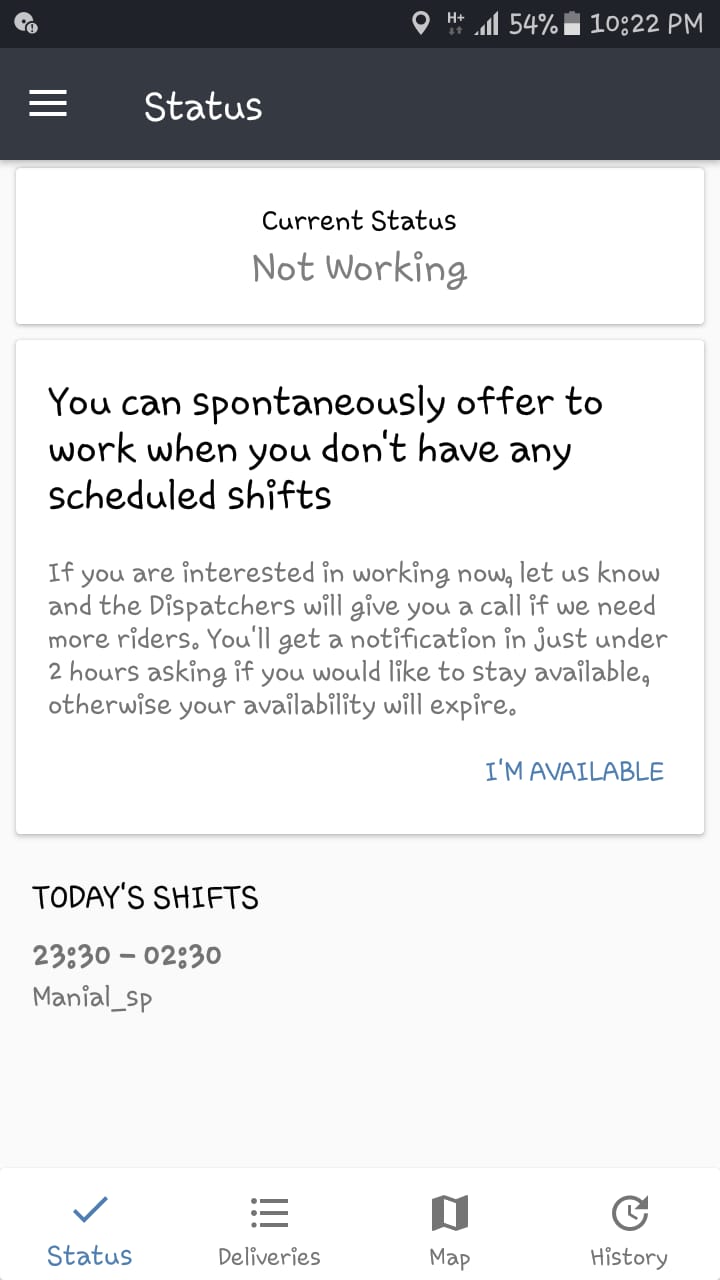 H+ 54% 10:22 PM
Status
Current Status
Not Working
You can spontaneously offer to
work when you don't have any
scheduled shifts
If you are interested in working now, let us know
and the Dispatchers will give you a call if we need
more riders. You'll get a notification in just under
2 hours asking if you would like to stay available,
otherwise your availability will expire.
I'M AVAILABLE
TODAY'S SHIFTS
23:30 – 02:30
Manial_sp
Status Deliveries Map History